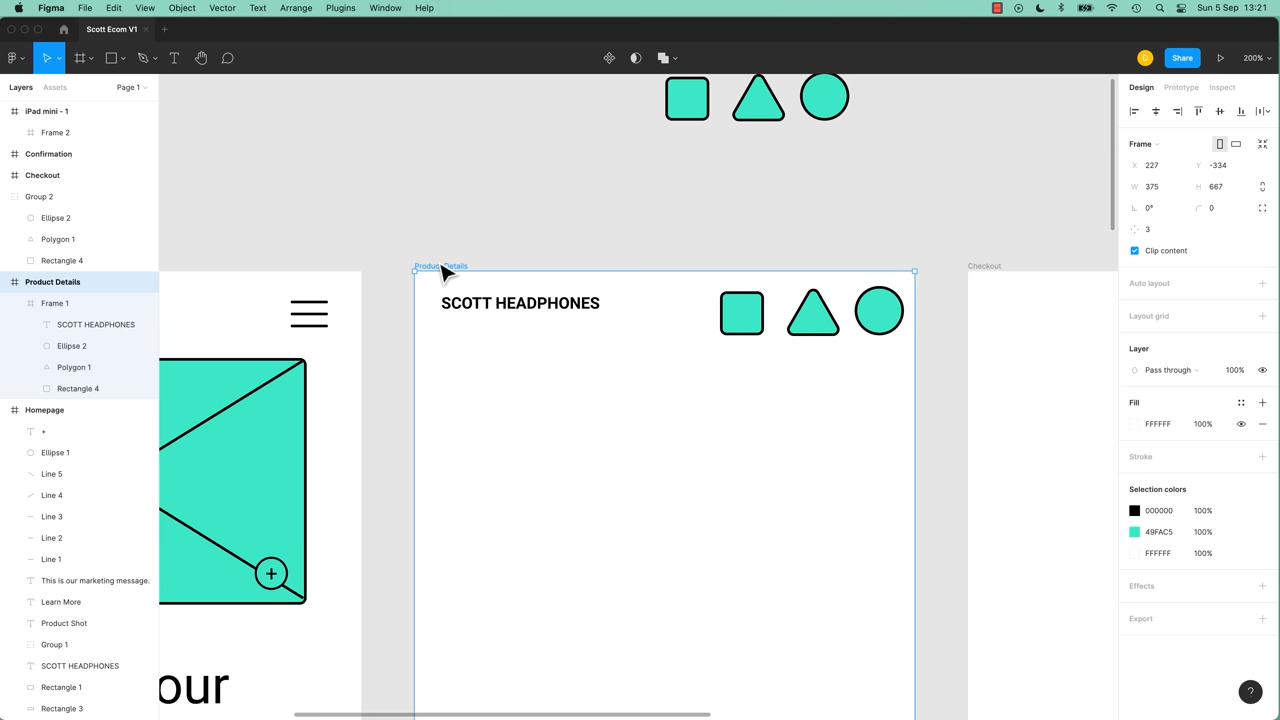 Figma File Edit View Object Vector Text Arrange Plugins Window Help Sun 5 Sep 13:21
Scott Ecom V1
D Share 200%
Layers Assets Page 1
iPad mini - 1
Frame 2
Confirmation
Checkout
Group 2
Ellipse 2
Polygon 1
Rectangle 4
Product Details
Frame 1
SCOTT HEADPHONES
Ellipse 2
Polygon 1
Rectangle 4
Homepage
+
Ellipse 1
Line 5
Line 4
Line 3
Line 2
Line 1
This is our marketing message.
Learn More
Product Shot
Group 1
SCOTT HEADPHONES
Rectangle 1
Rectangle 3
+
our
Product Details
SCOTT HEADPHONES
Checkout
Design Prototype Inspect
Frame
X 227 Y -334
W 375 H 667
0° 0
3
Clip content
Auto layout
Layout grid
Layer
Pass through 100%
Fill
FFFFFF 100%
Stroke
Selection colors
000000 100%
49FAC5 100%
FFFFFF 100%
Effects
Export
?